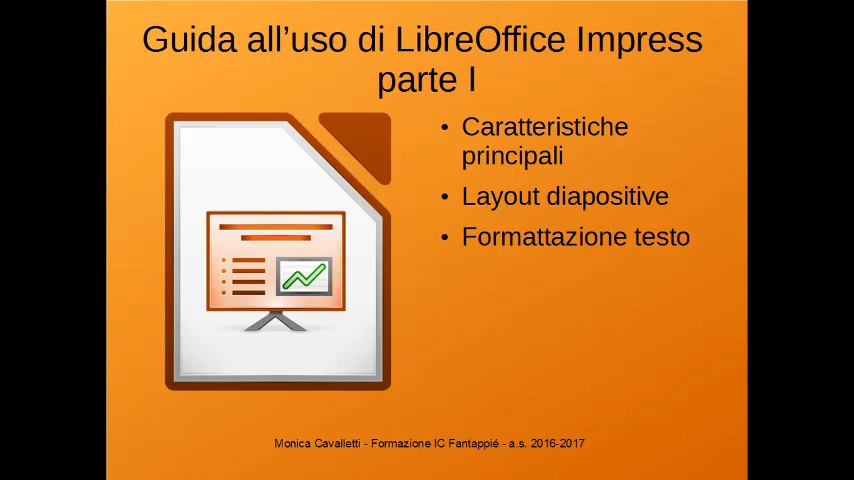 Guida all’uso di LibreOffice Impress
parte I
• Caratteristiche
principali
• Layout diapositive
• Formattazione testo
Monica Cavalletti - Formazione IC Fantappié - a.s. 2016-2017